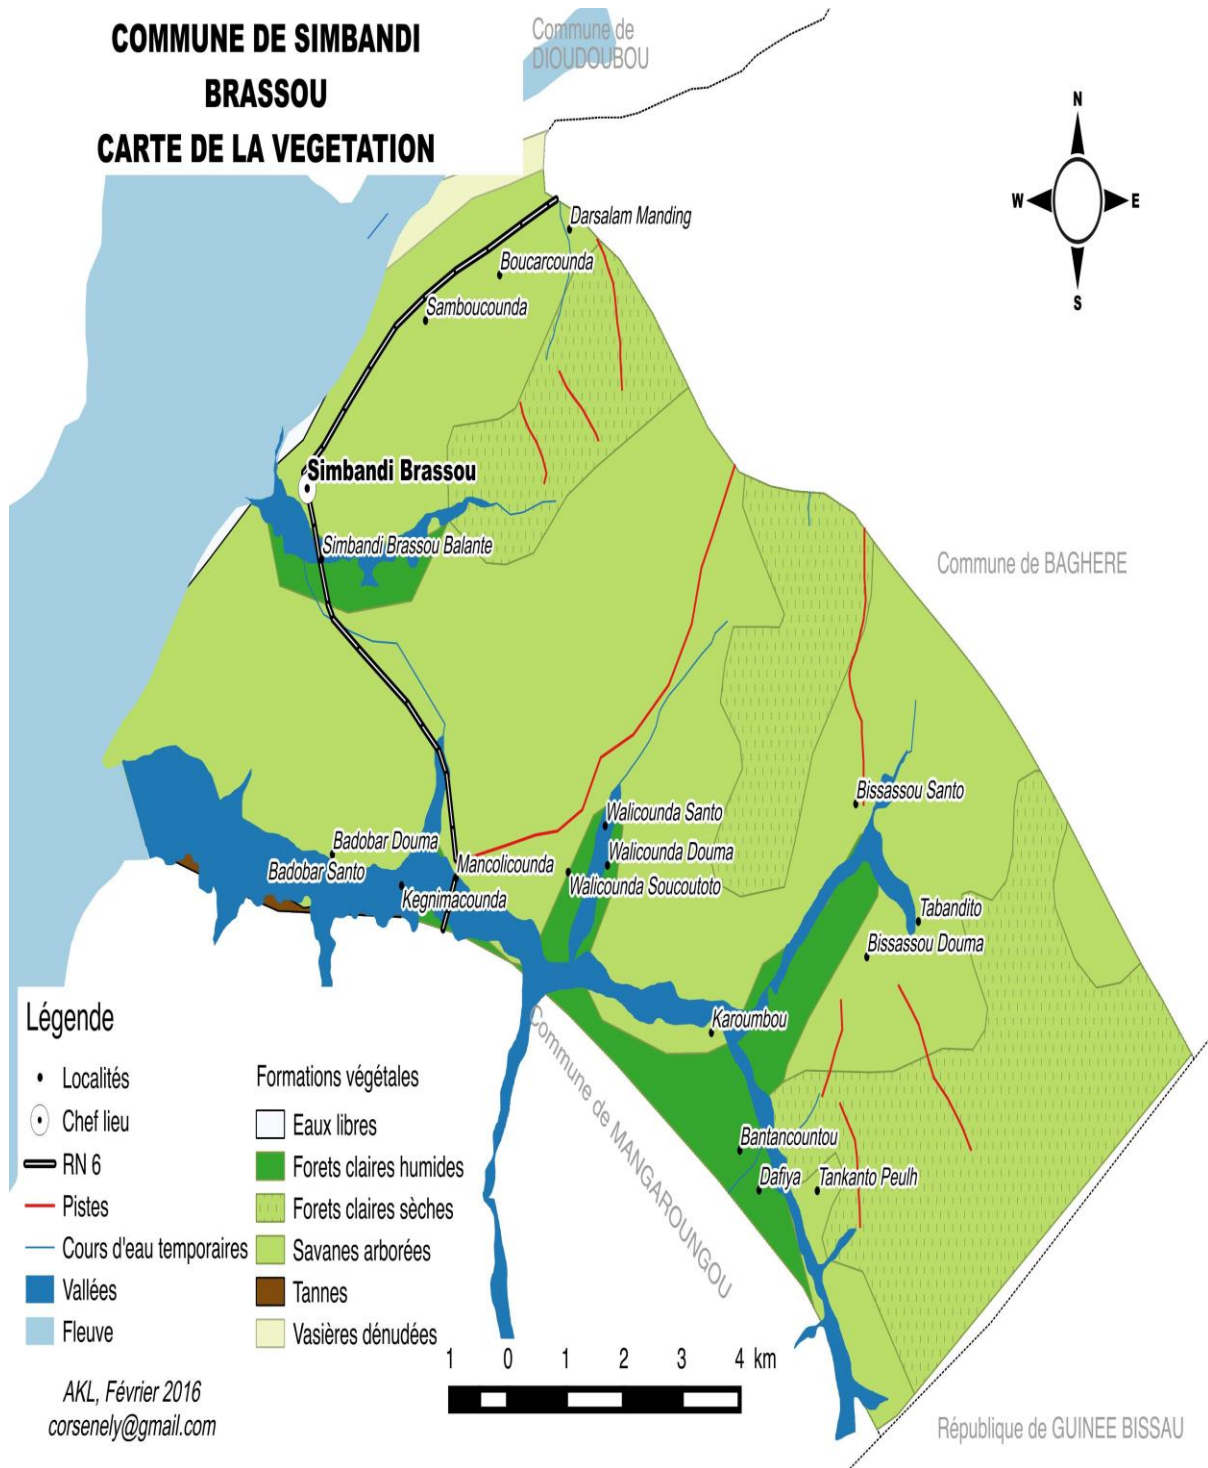 COMMUNE DE SIMBANDI
BRASSOU
CARTE DE LA VEGETATION
Commune de
DIOUDOUBOU
N
W
E
S
Darsalam Manding
Boucarcounda
Samboucounda
Simbandi Brassou
Simbandi Brassou Balante
Commune de BAGHERE
Bissassou Santo
Walicounda Santo
Badobar Douma
Walicounda Douma
Mancolicounda
Badobar Santo
Walicounda Soucoutoto
Kegnimacounda
Tabandito
Bissassou Douma
Karoumbou
Commune de MANGAROUNGOU
Bantancountou
Dafiya
Tankanto Peulh
Légende
Localités
Chef lieu
RN 6
Pistes
Cours d'eau temporaires
Vallées
Fleuve
Formations végétales
Eaux libres
Forets claires humides
Forets claires sèches
Savanes arborées
Tannes
Vasières dénudées
1 0 1 2 3 4 km
AKL, Février 2016
corsenely@gmail.com
République de GUINEE BISSAU